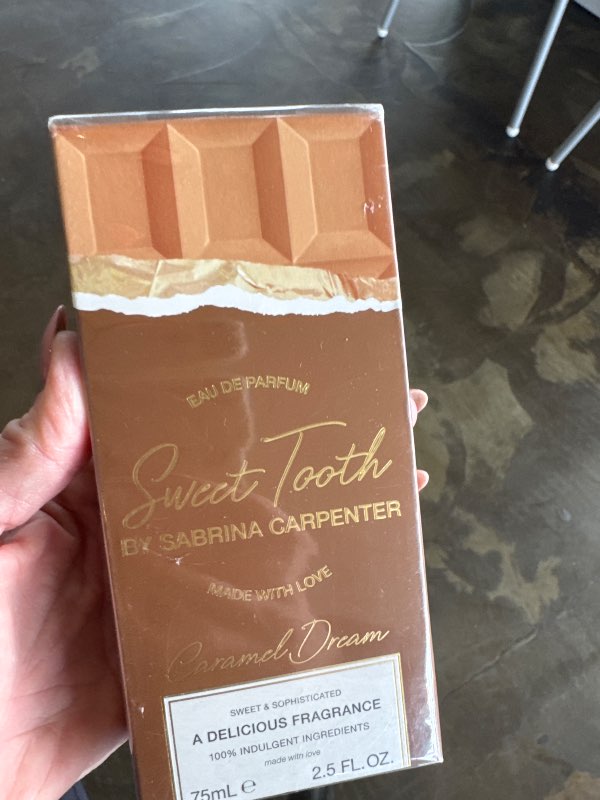 EAU DE PARFUM
Sweet Tooth
BY SABRINA CARPENTER
MADE WITH LOVE
Caramel Dream
SWEET & SOPHISTICATED
A DELICIOUS FRAGRANCE
100% INDULGENT INGREDIENTS
made with love
75mL ℮ 2.5 FL. OZ.